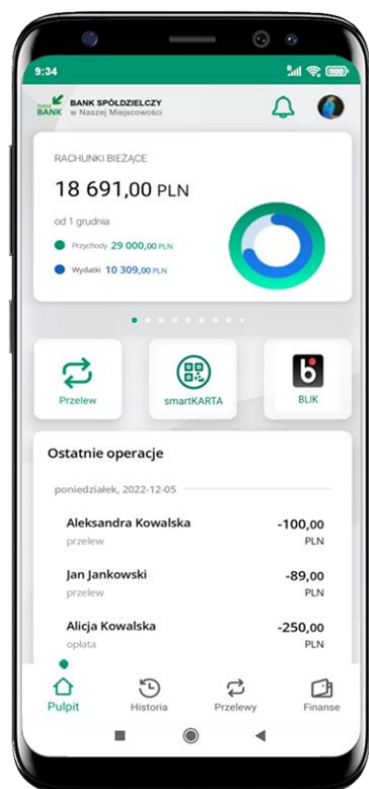 9:34
BANK
BANK SPÓŁDZIELCZY
w Naszej Miejscowości
RACHUNKI BIEŻĄCE
18 691,00 PLN
od 1 grudnia
Przychody 29 000,00 PLN
Wydatki 10 309,00 PLN
Przelew
smartKARTA
BLIK
Ostatnie operacje
poniedziałek, 2022-12-05
Aleksandra Kowalska -100,00
przelew PLN
Jan Jankowski -89,00
przelew PLN
Alicja Kowalska -250,00
opłata PLN
Pulpit
Historia
Przelewy
Finanse